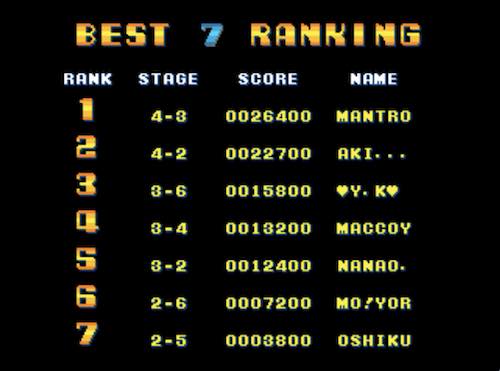 BEST 7 RANKING
RANK STAGE SCORE NAME
1 4-3 0026400 MANTRO
2 4-2 0022700 AKI...
3 3-6 0015800 ♥Y.K♥
4 3-4 0013200 MACCOY
5 3-2 0012400 NANAO.
6 2-6 0007200 MO!YOR
7 2-5 0003800 OSHIKU